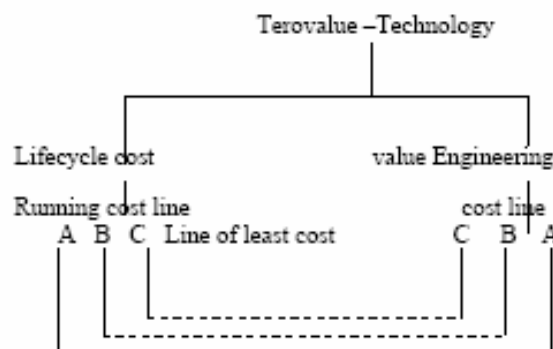 Terovalue –Technology
Lifecycle cost value Engineering
Running cost line cost line
A B C Line of least cost C B A